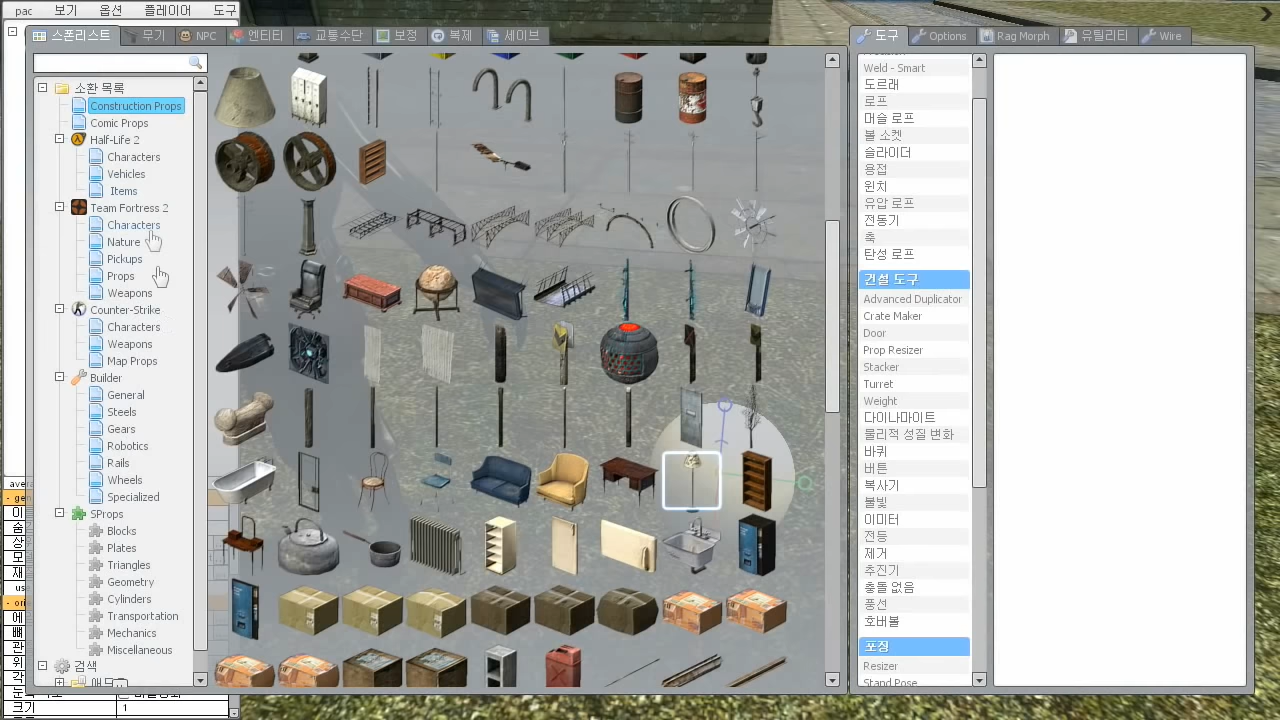 pac 보기 옵션 플레이어 도구
스폰리스트 무기 NPC 엔티티 교통수단 보정 복제 세이브
소환 목록
Construction Props
Comic Props
Half-Life 2
Characters
Vehicles
Items
Team Fortress 2
Characters
Nature
Pickups
Props
Weapons
Counter-Strike
Characters
Weapons
Map Props
Builder
General
Steels
Gears
Robotics
Rails
Wheels
Specialized
SProps
Blocks
Plates
Triangles
Geometry
Cylinders
Transportation
Mechanics
Miscellaneous
검색
크기 1
도구 Options Rag Morph 유틸리티 Wire
Weld - Smart
도르래
로프
머슬 로프
볼 소켓
슬라이더
용접
윈치
유압 로프
전동기
축
탄성 로프
건설 도구
Advanced Duplicator
Crate Maker
Door
Prop Resizer
Stacker
Turret
Weight
다이나마이트
물리적 성질 변화
바퀴
버튼
복사기
불빛
이미터
전등
제거
추진기
충돌 없음
풍선
호버볼
포징
Resizer
Stand Pose